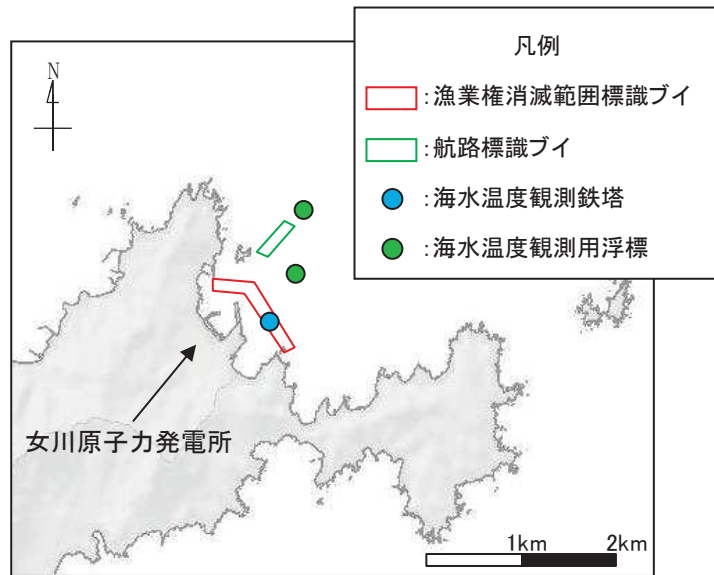 凡例
N
:漁業権消滅範囲標識ブイ
:航路標識ブイ
:海水温度観測鉄塔
:海水温度観測用浮標
女川原子力発電所
1km 2km